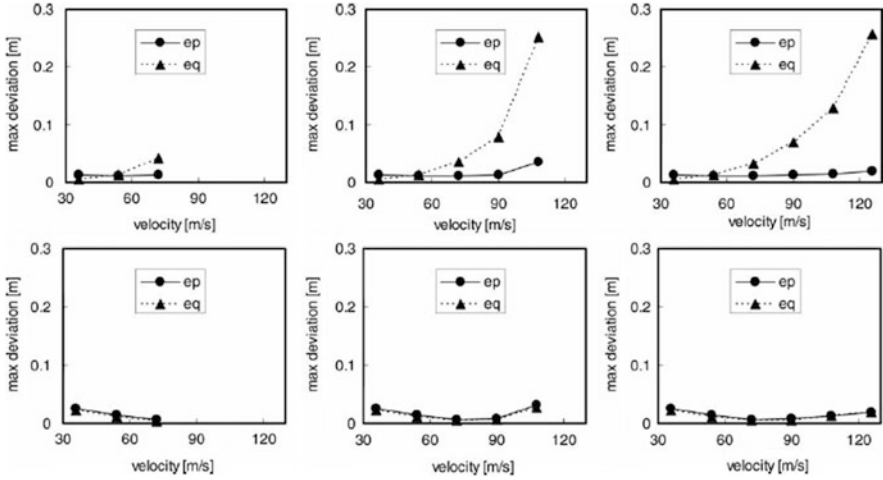 0.3
0.2
0.1
0
max deviation [m]
ep
eq
30 60 90 120
velocity [m/s]
0.3
0.2
0.1
0
max deviation [m]
ep
eq
30 60 90 120
velocity [m/s]
0.3
0.2
0.1
0
max deviation [m]
ep
eq
30 60 90 120
velocity [m/s]
0.3
0.2
0.1
0
max deviation [m]
ep
eq
30 60 90 120
velocity [m/s]
0.3
0.2
0.1
0
max deviation [m]
ep
eq
30 60 90 120
velocity [m/s]
0.3
0.2
0.1
0
max deviation [m]
ep
eq
30 60 90 120
velocity [m/s]